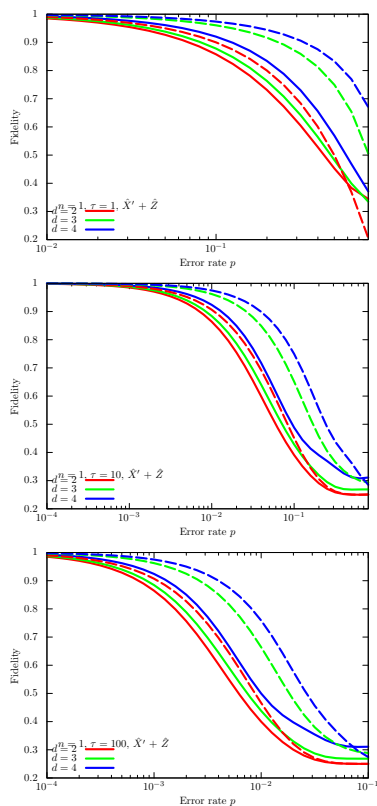 1
0.9
0.8
0.7
0.6
0.5
0.4
0.3
0.2
Fidelity
n = 1, τ = 1, X̂′ + Ẑ
d = 2
d = 3
d = 4
10⁻² 10⁻¹
Error rate p
1
0.9
0.8
0.7
0.6
0.5
0.4
0.3
0.2
Fidelity
n = 1, τ = 10, X̂′ + Ẑ
d = 2
d = 3
d = 4
10⁻⁴ 10⁻³ 10⁻² 10⁻¹
Error rate p
1
0.9
0.8
0.7
0.6
0.5
0.4
0.3
0.2
Fidelity
n = 1, τ = 100, X̂′ + Ẑ
d = 2
d = 3
d = 4
10⁻⁴ 10⁻³ 10⁻² 10⁻¹
Error rate p